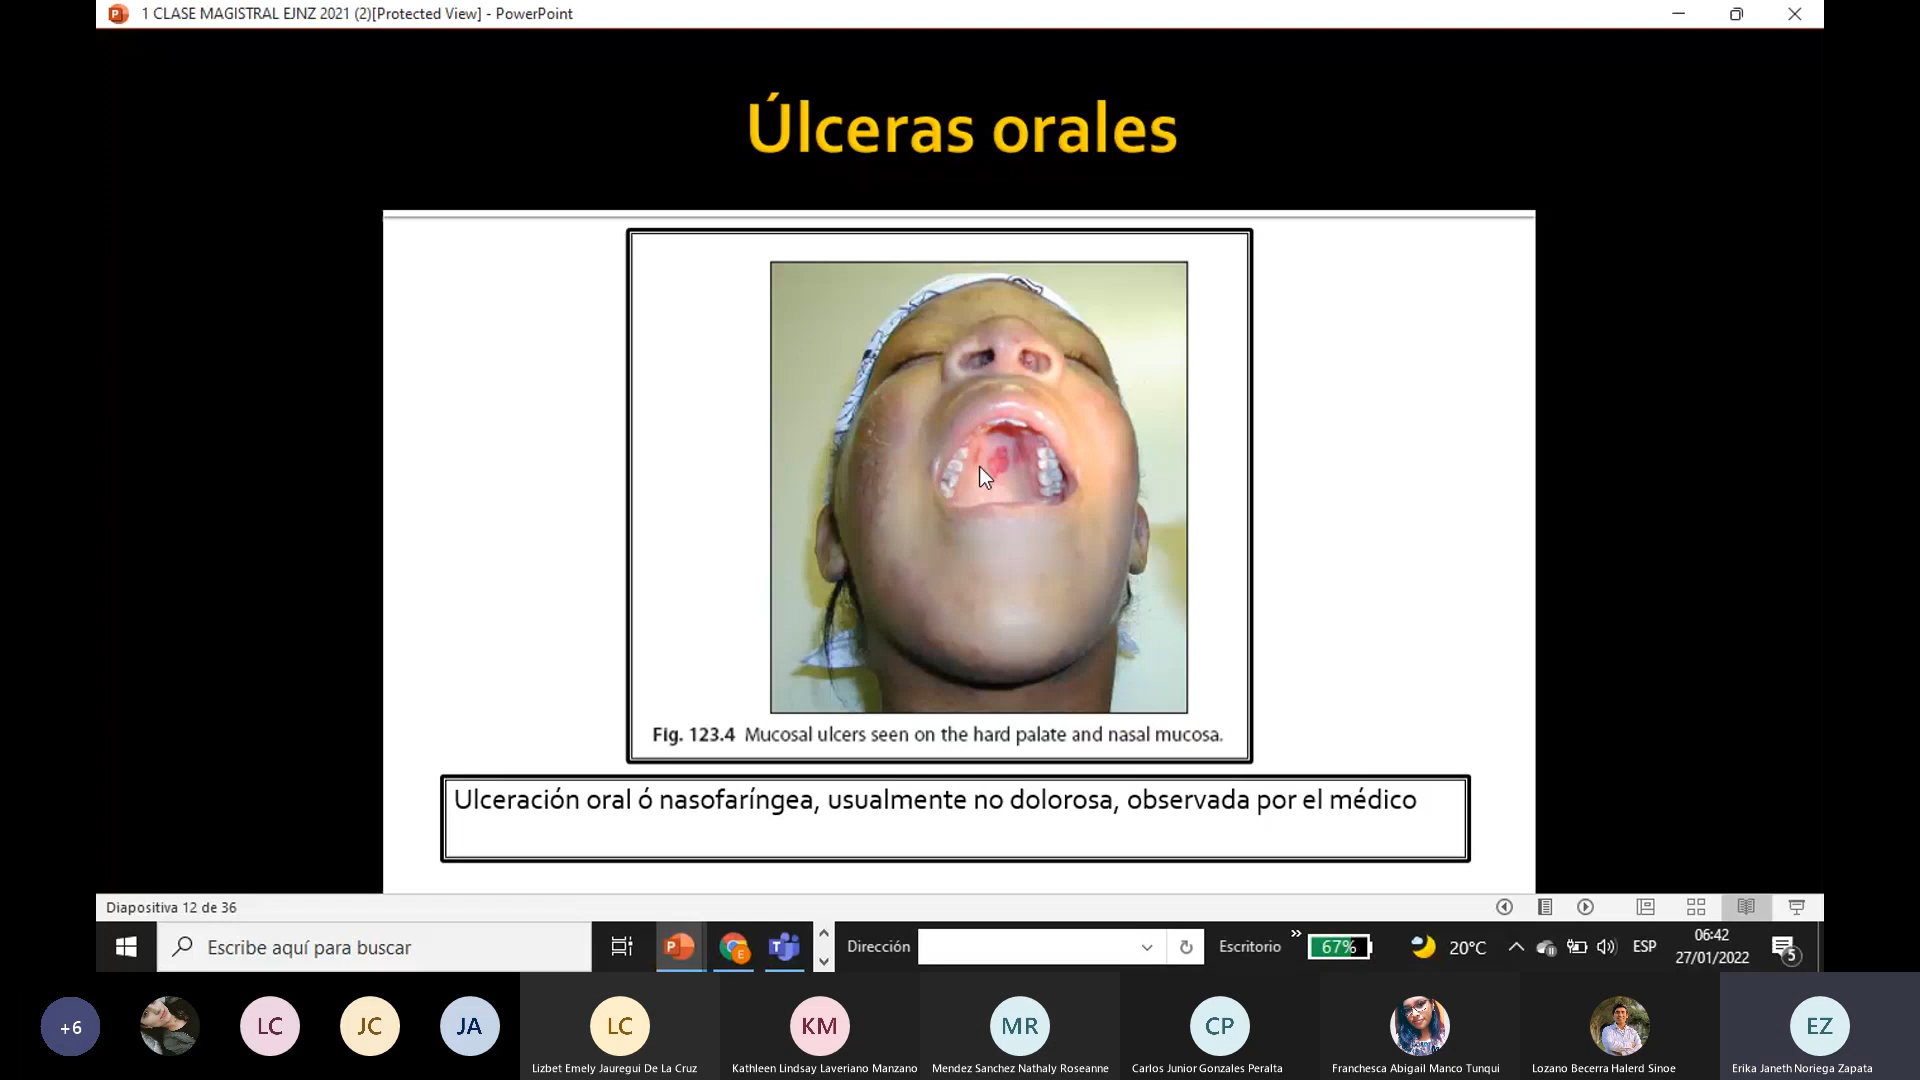 1 CLASE MAGISTRAL EJNZ 2021 (2)[Protected View] - PowerPoint
Úlceras orales
Fig. 123.4 Mucosal ulcers seen on the hard palate and nasal mucosa.
Ulceración oral ó nasofaríngea, usualmente no dolorosa, observada por el médico
Diapositiva 12 de 36
Escribe aquí para buscar
Dirección
Escritorio
»
67%
20°C
ESP
06:42
27/01/2022
5
+6
LC
JC
JA
LC
KM
MR
CP
EZ
Lizbet Emely Jauregui De La Cruz
Kathleen Lindsay Laveriano Manzano
Mendez Sanchez Nathaly Roseanne
Carlos Junior Gonzales Peralta
Franchesca Abigail Manco Tunqui
Lozano Becerra Halerd Sinoe
Erika Janeth Noriega Zapata